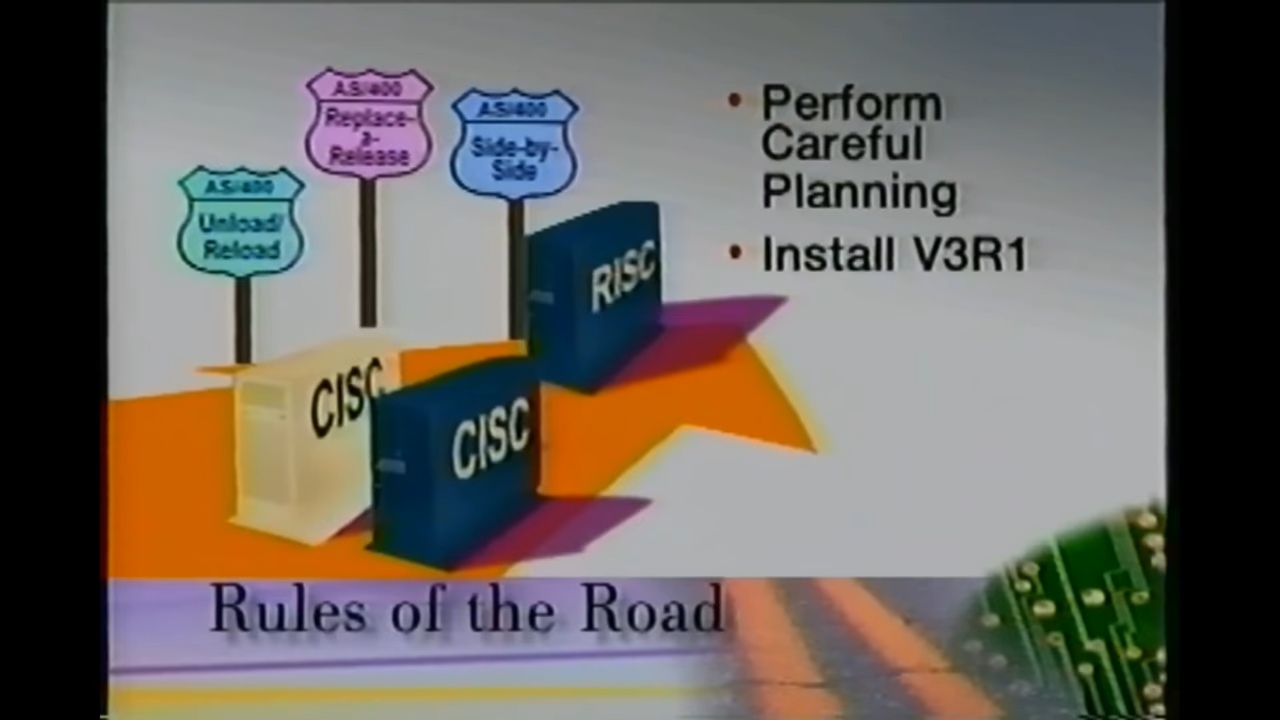 AS/400
Replace-
a-
Release
AS/400
Side-by-
Side
AS/400
Unload/
Reload
RISC
CISC
CISC
• Perform
Careful
Planning
• Install V3R1
Rules of the Road